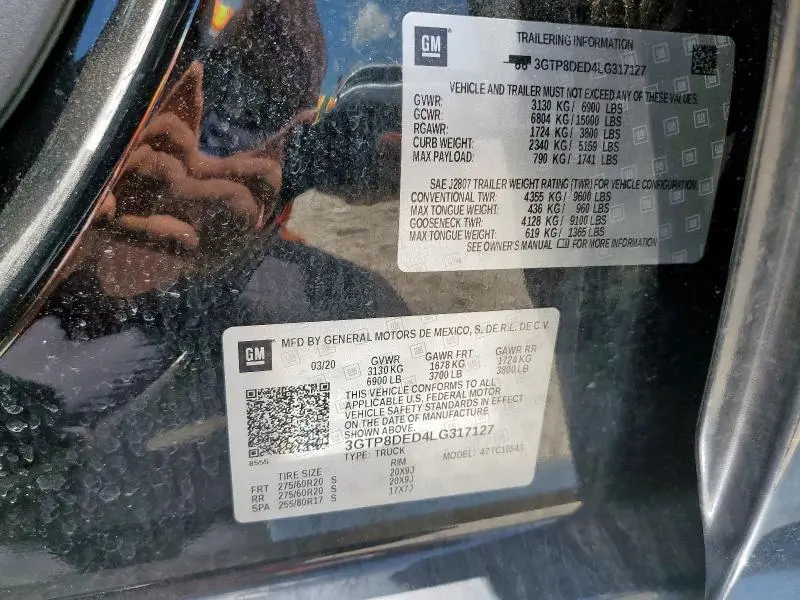 GM
TRAILERING INFORMATION
3GTP8DED4LG317127
VEHICLE AND TRAILER MUST NOT EXCEED ANY OF THESE VALUES
GVWR: 3130 KG / 6900 LBS
GCWR: 6804 KG / 15000 LBS
RGAWR: 1724 KG / 3800 LBS
CURB WEIGHT: 2340 KG / 5159 LBS
MAX PAYLOAD: 790 KG / 1741 LBS
SAE J2807 TRAILER WEIGHT RATING (TWR) FOR VEHICLE CONFIGURATION:
CONVENTIONAL TWR: 4355 KG / 9600 LBS
MAX TONGUE WEIGHT: 436 KG / 960 LBS
GOOSENECK TWR: 4128 KG / 9100 LBS
MAX TONGUE WEIGHT: 619 KG / 1365 LBS
SEE OWNER'S MANUAL FOR MORE INFORMATION
GM
MFD BY GENERAL MOTORS DE MEXICO, S. DE R.L. DE C.V.
03/20 GVWR GAWR FRT GAWR RR
3130 KG 1678 KG 1724 KG
6900 LB 3700 LB 3800 LB
THIS VEHICLE CONFORMS TO ALL
APPLICABLE U.S. FEDERAL MOTOR
VEHICLE SAFETY STANDARDS IN EFFECT
ON THE DATE OF MANUFACTURE
SHOWN ABOVE.
3GTP8DED4LG317127
8555 TYPE: TRUCK MODEL: 47TC10543
TIRE SIZE RIM
FRT 275/60R20 S 20X9J
RR 275/60R20 S 20X9J
SPA 255/80R17 S 17X7J